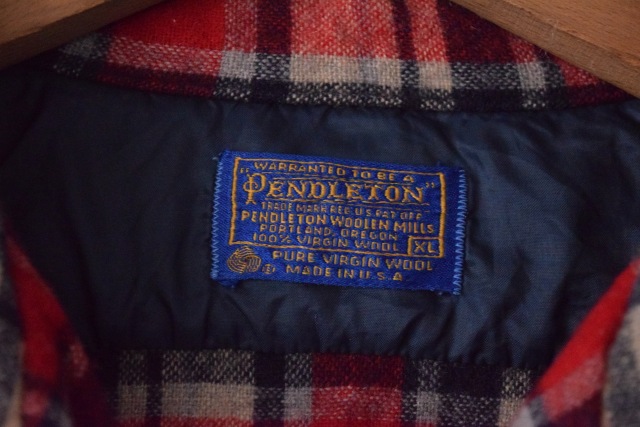 WARRANTED TO BE A
"PENDLETON"
TRADE MARK REG U.S. PAT. OFF.
PENDLETON WOOLEN MILLS
PORTLAND, OREGON
100% VIRGIN WOOL XL
® PURE VIRGIN WOOL
MADE IN U.S.A